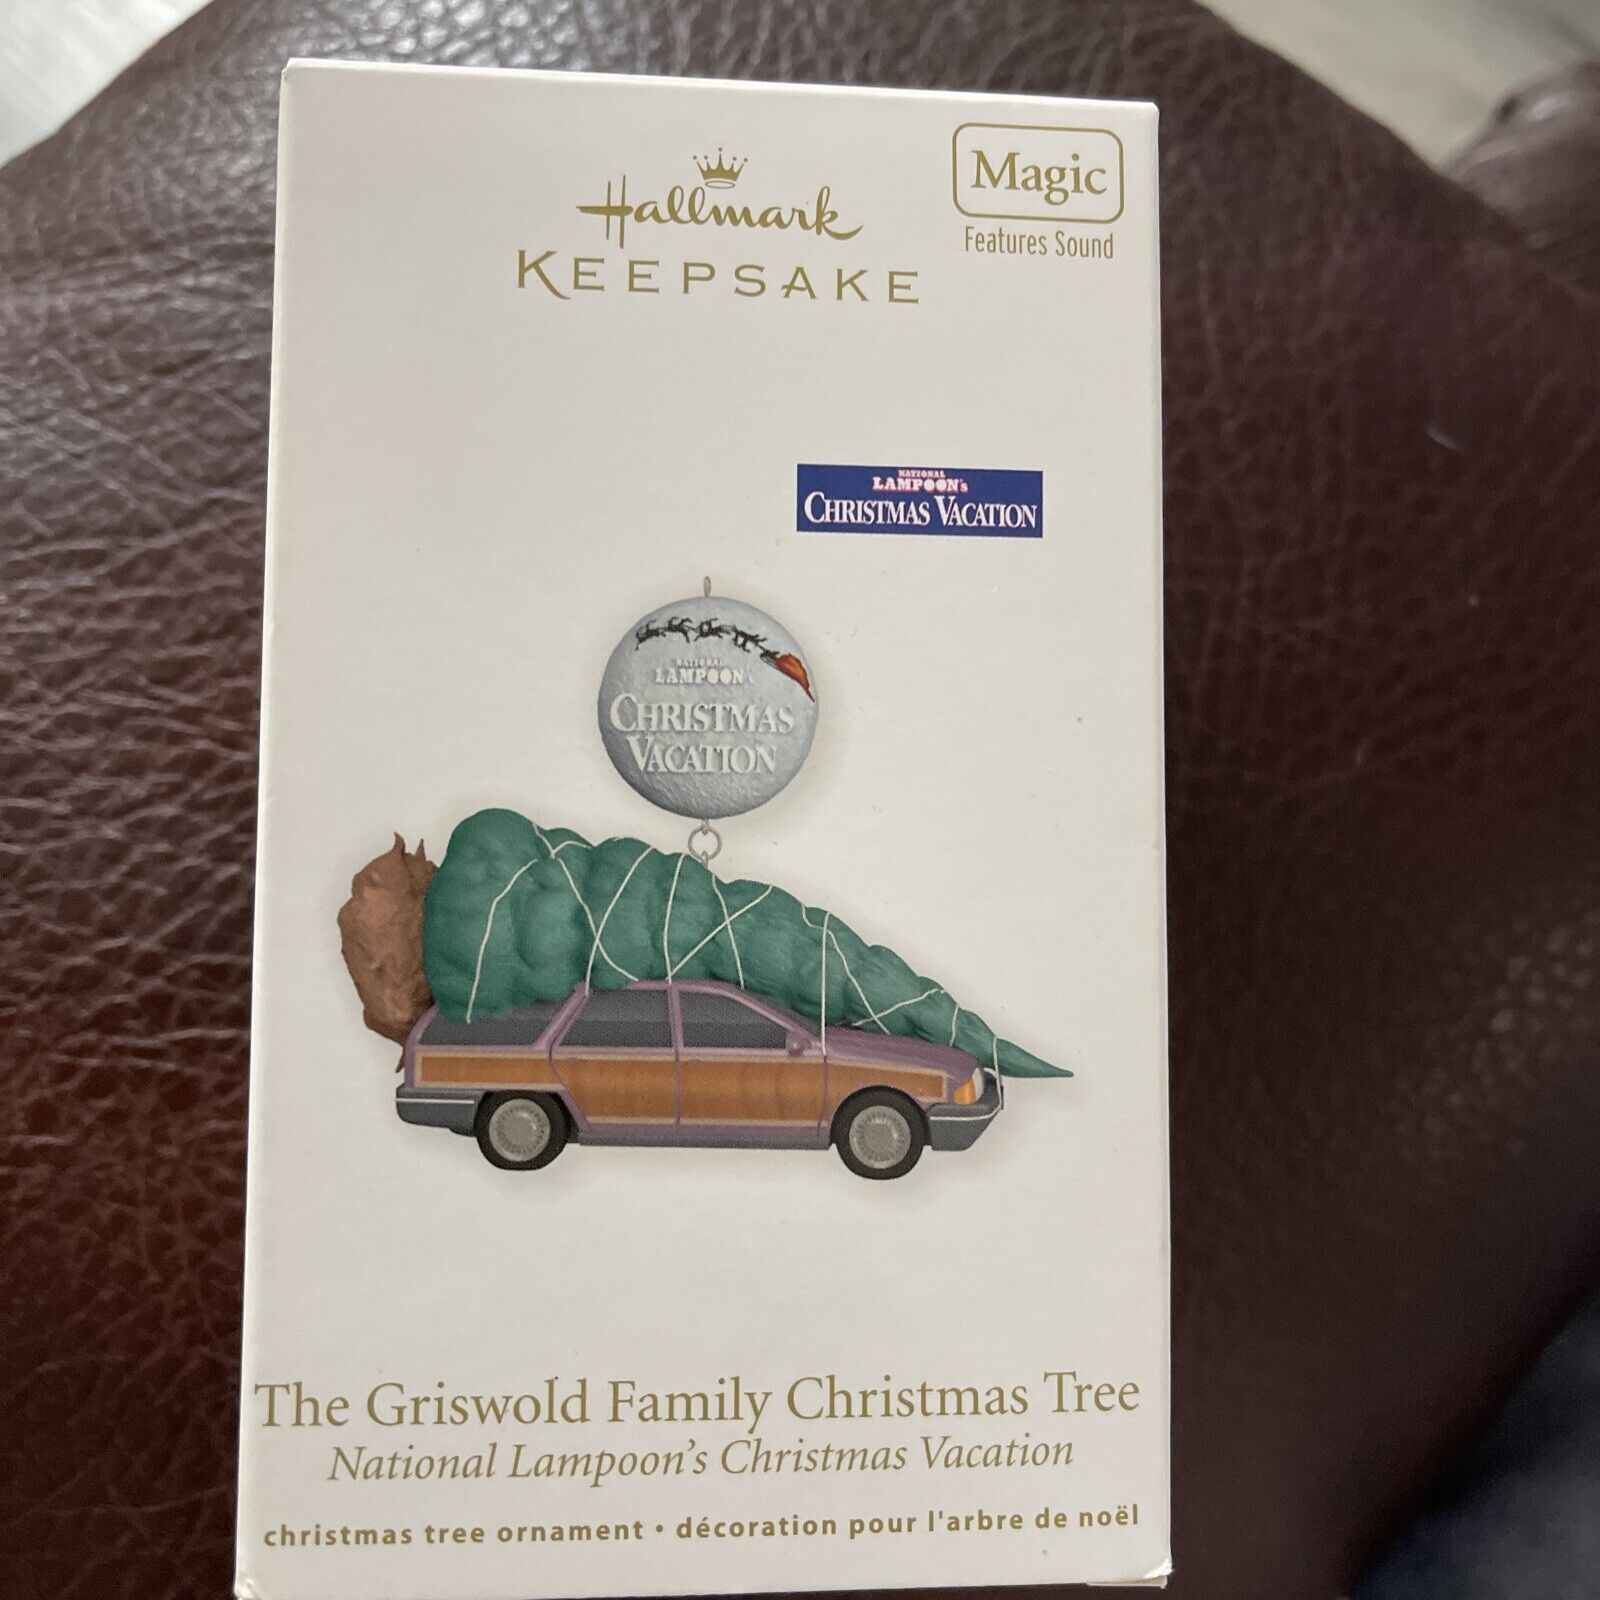 Hallmark
KEEPSAKE
Magic
Features Sound
NATIONAL
LAMPOON's
CHRISTMAS VACATION
NATIONAL
LAMPOON's
CHRISTMAS
VACATION
The Griswold Family Christmas Tree
National Lampoon's Christmas Vacation
christmas tree ornament • décoration pour l'arbre de noël